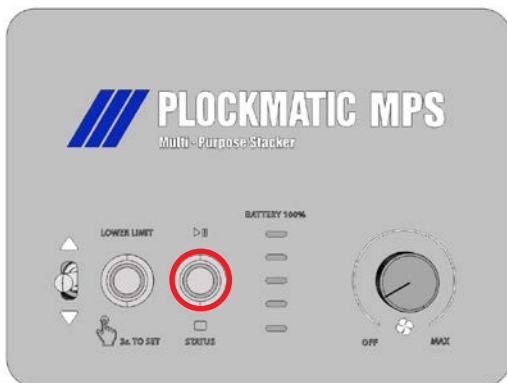 PLOCKMATIC MPS
Multi - Purpose Stacker
BATTERY 100%
LOWER LIMIT
3s. TO SET
STATUS
OFF
MAX